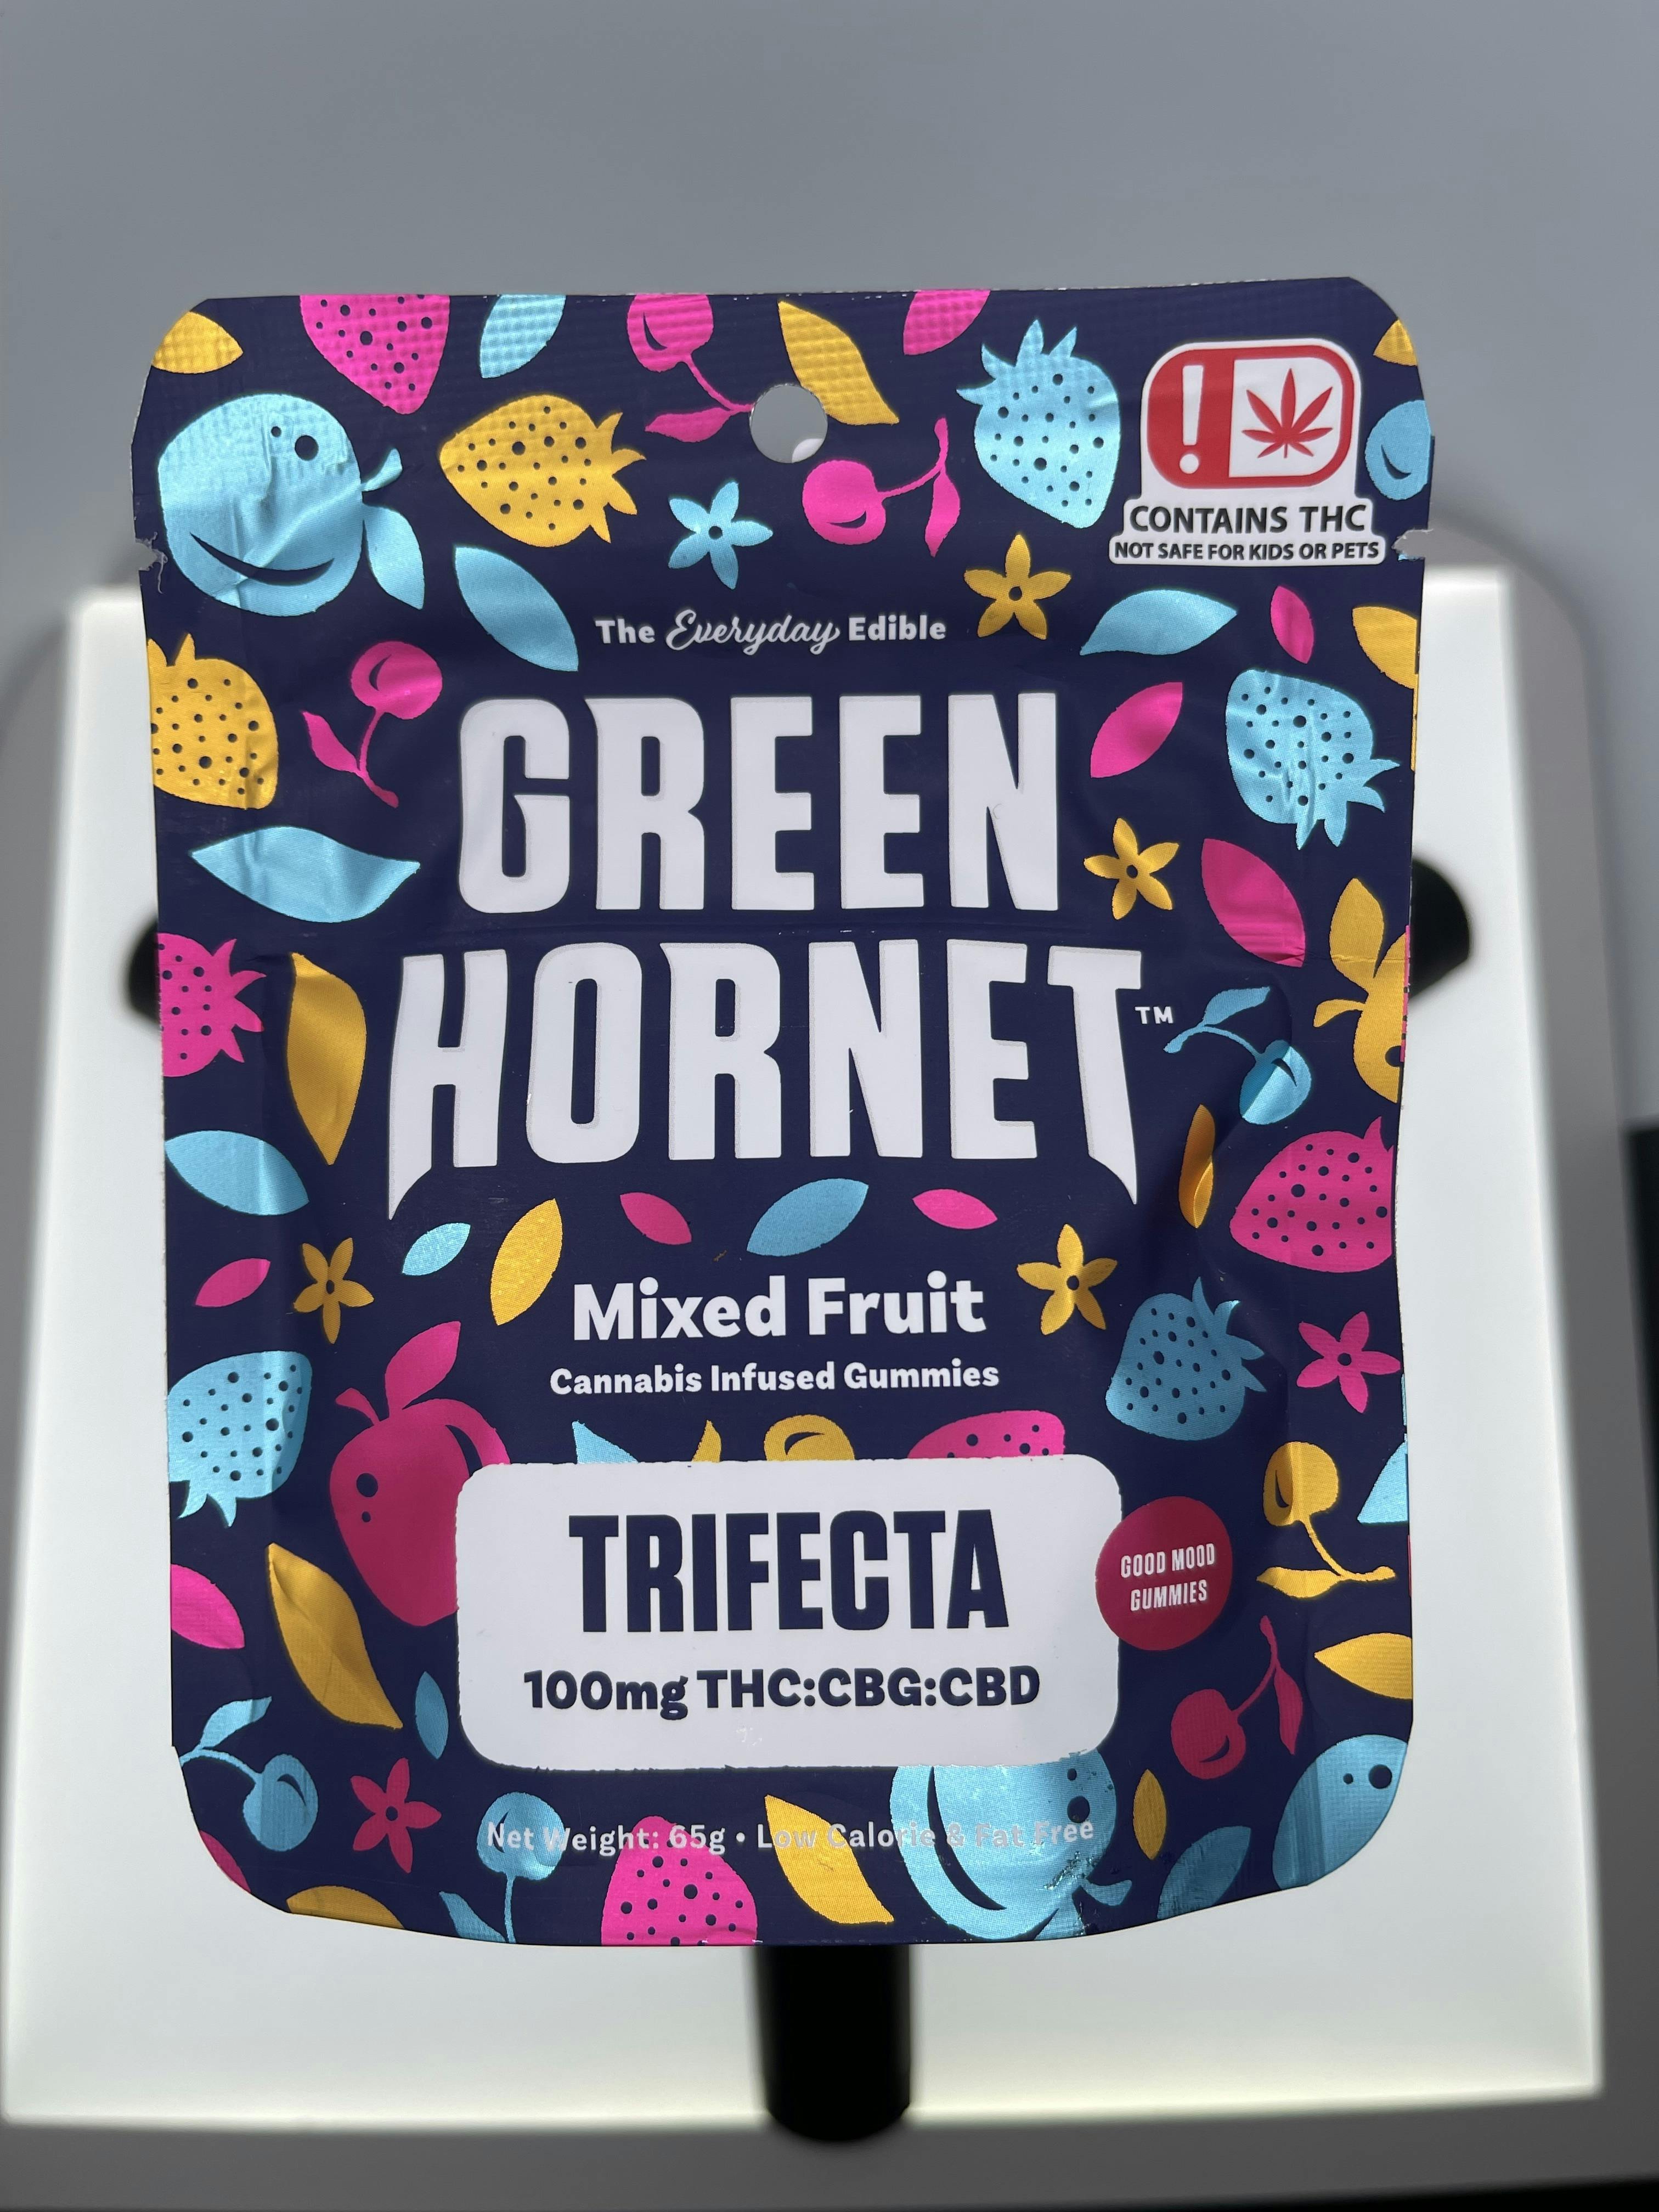 CONTAINS THC
NOT SAFE FOR KIDS OR PETS
The Everyday Edible
GREEN
HORNET™
Mixed Fruit
Cannabis Infused Gummies
TRIFECTA
100mg THC:CBG:CBD
GOOD MOOD
GUMMIES
Net Weight: 65g • Low Calorie & Fat Free